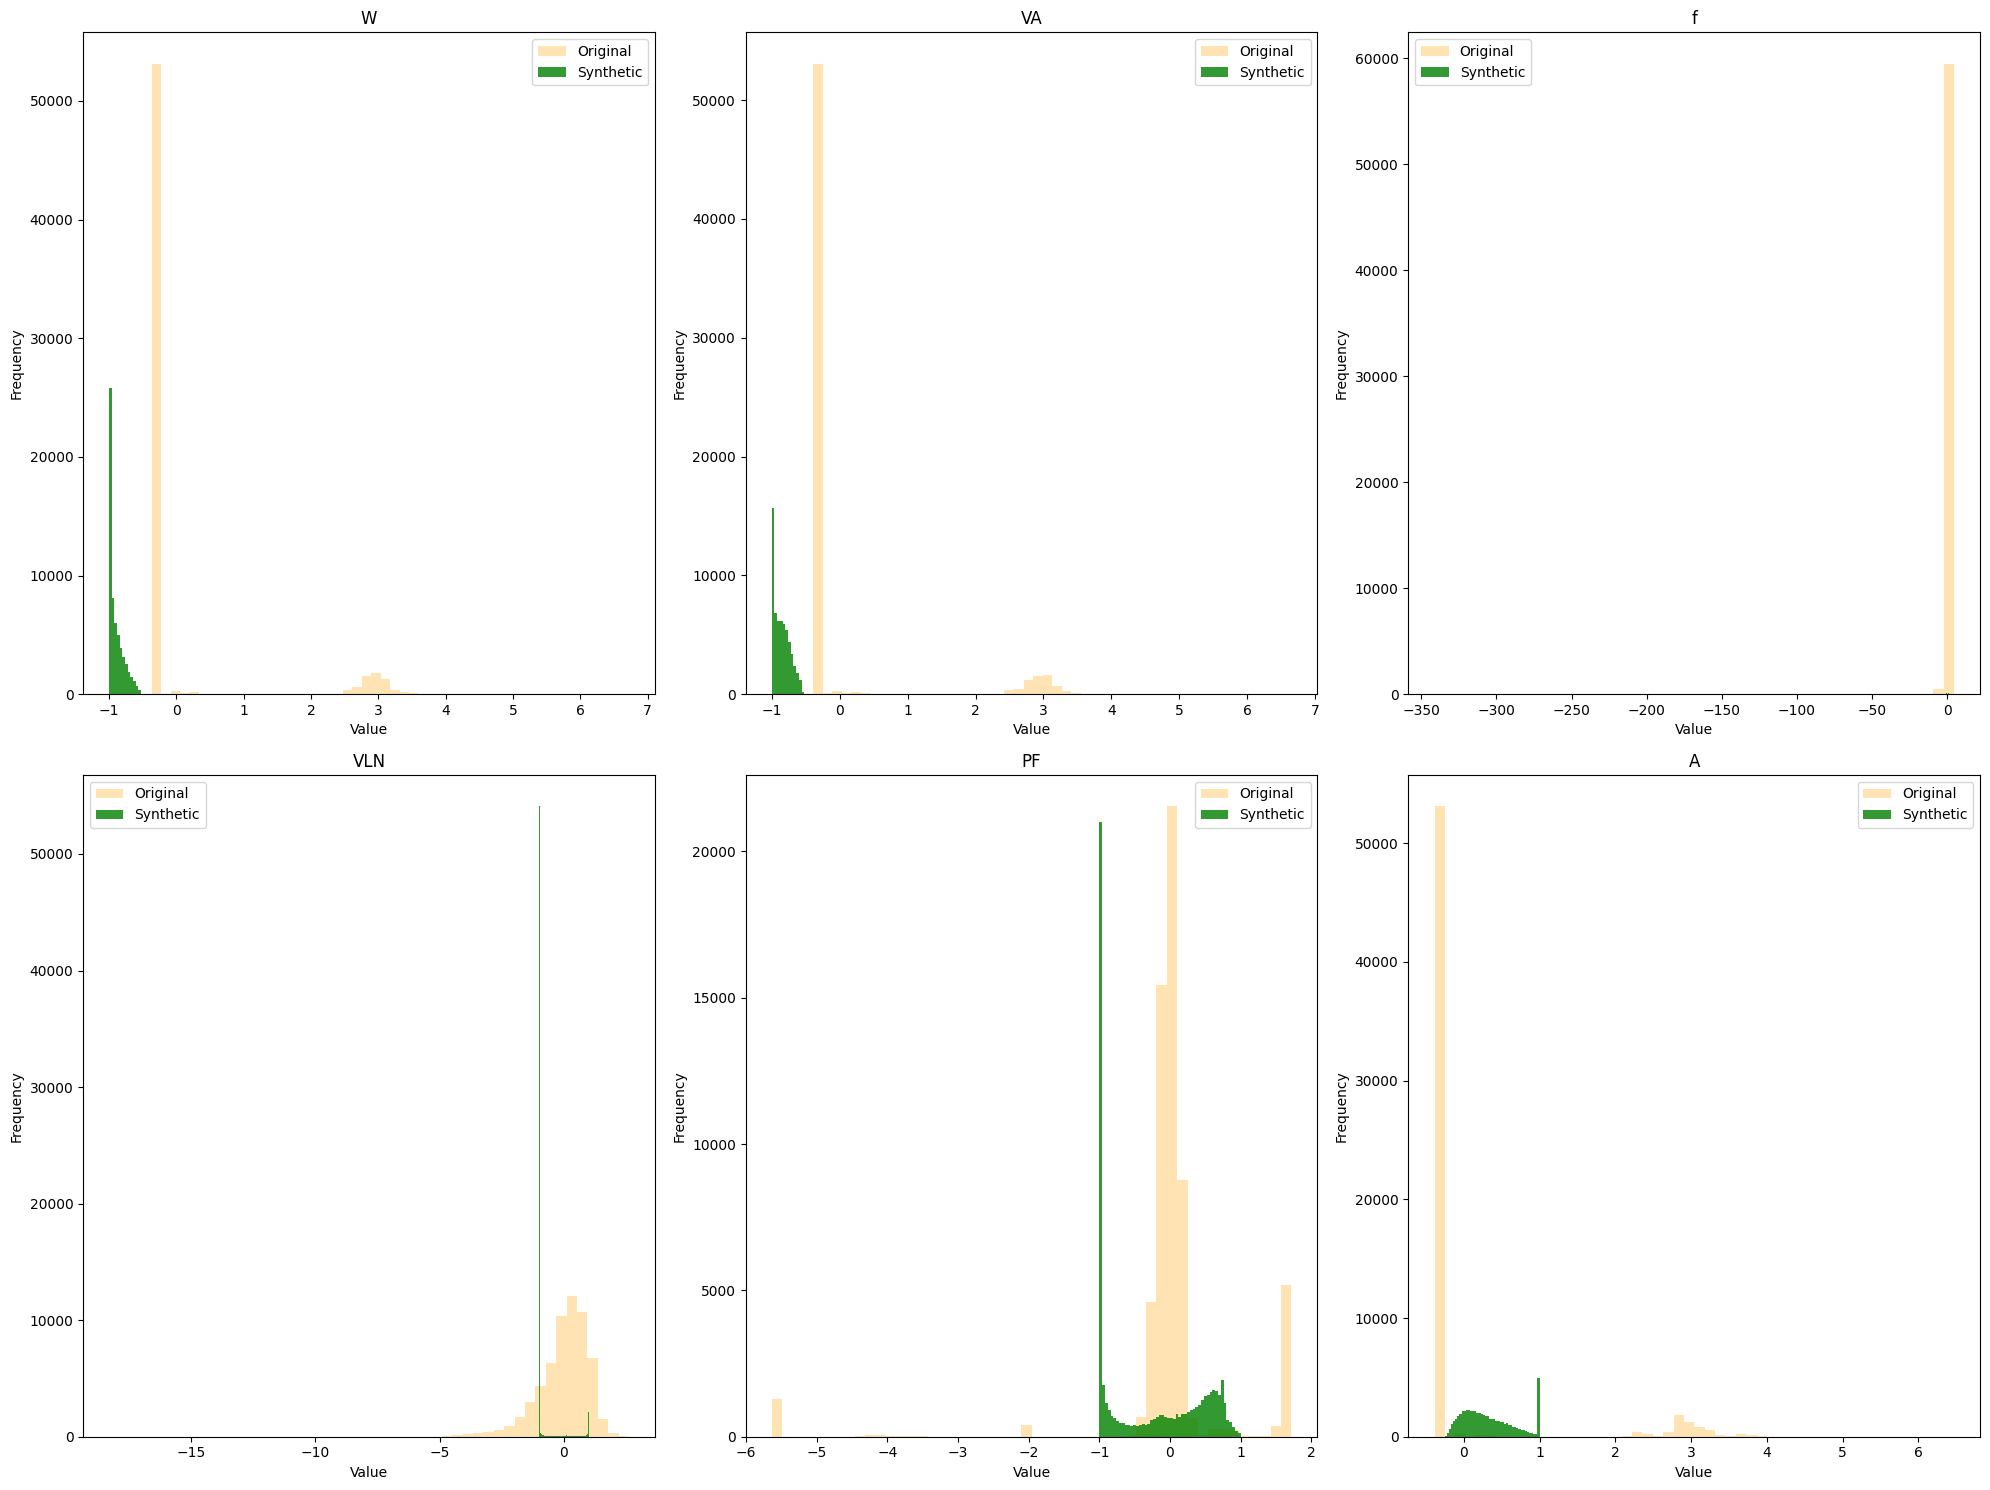 W
Original
Synthetic
Frequency
50000
40000
30000
20000
10000
0
−1 0 1 2 3 4 5 6 7
Value
VA
Original
Synthetic
Frequency
50000
40000
30000
20000
10000
0
−1 0 1 2 3 4 5 6 7
Value
f
Original
Synthetic
Frequency
60000
50000
40000
30000
20000
10000
0
−350 −300 −250 −200 −150 −100 −50 0
Value
VLN
Original
Synthetic
Frequency
50000
40000
30000
20000
10000
0
−15 −10 −5 0
Value
PF
Original
Synthetic
Frequency
20000
15000
10000
5000
0
−6 −5 −4 −3 −2 −1 0 1 2
Value
A
Original
Synthetic
Frequency
50000
40000
30000
20000
10000
0
0 1 2 3 4 5 6
Value